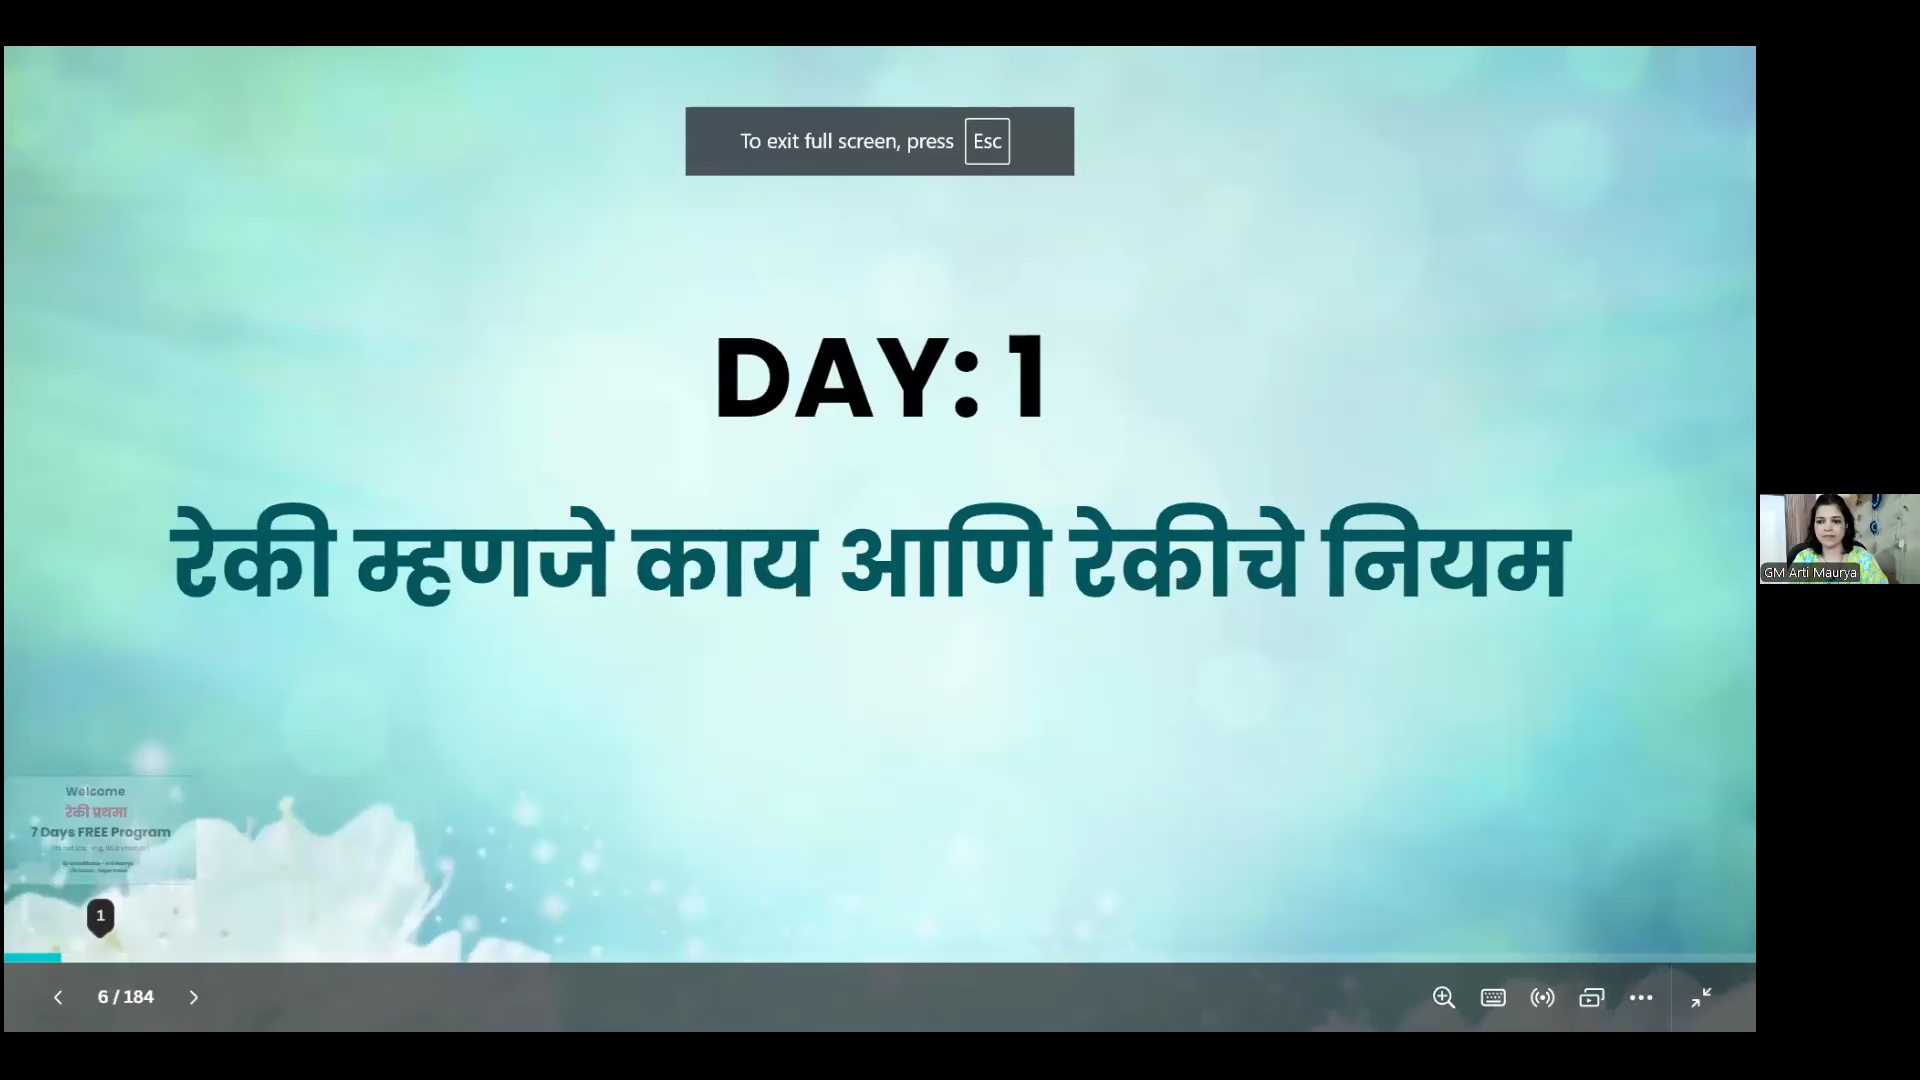 To exit full screen, press Esc
DAY: 1
रेकी म्हणजे काय आणि रेकीचे नियम
GM Arti Maurya
Welcome
रेकी प्रथमा
7 Days FREE Program
1
6 / 184